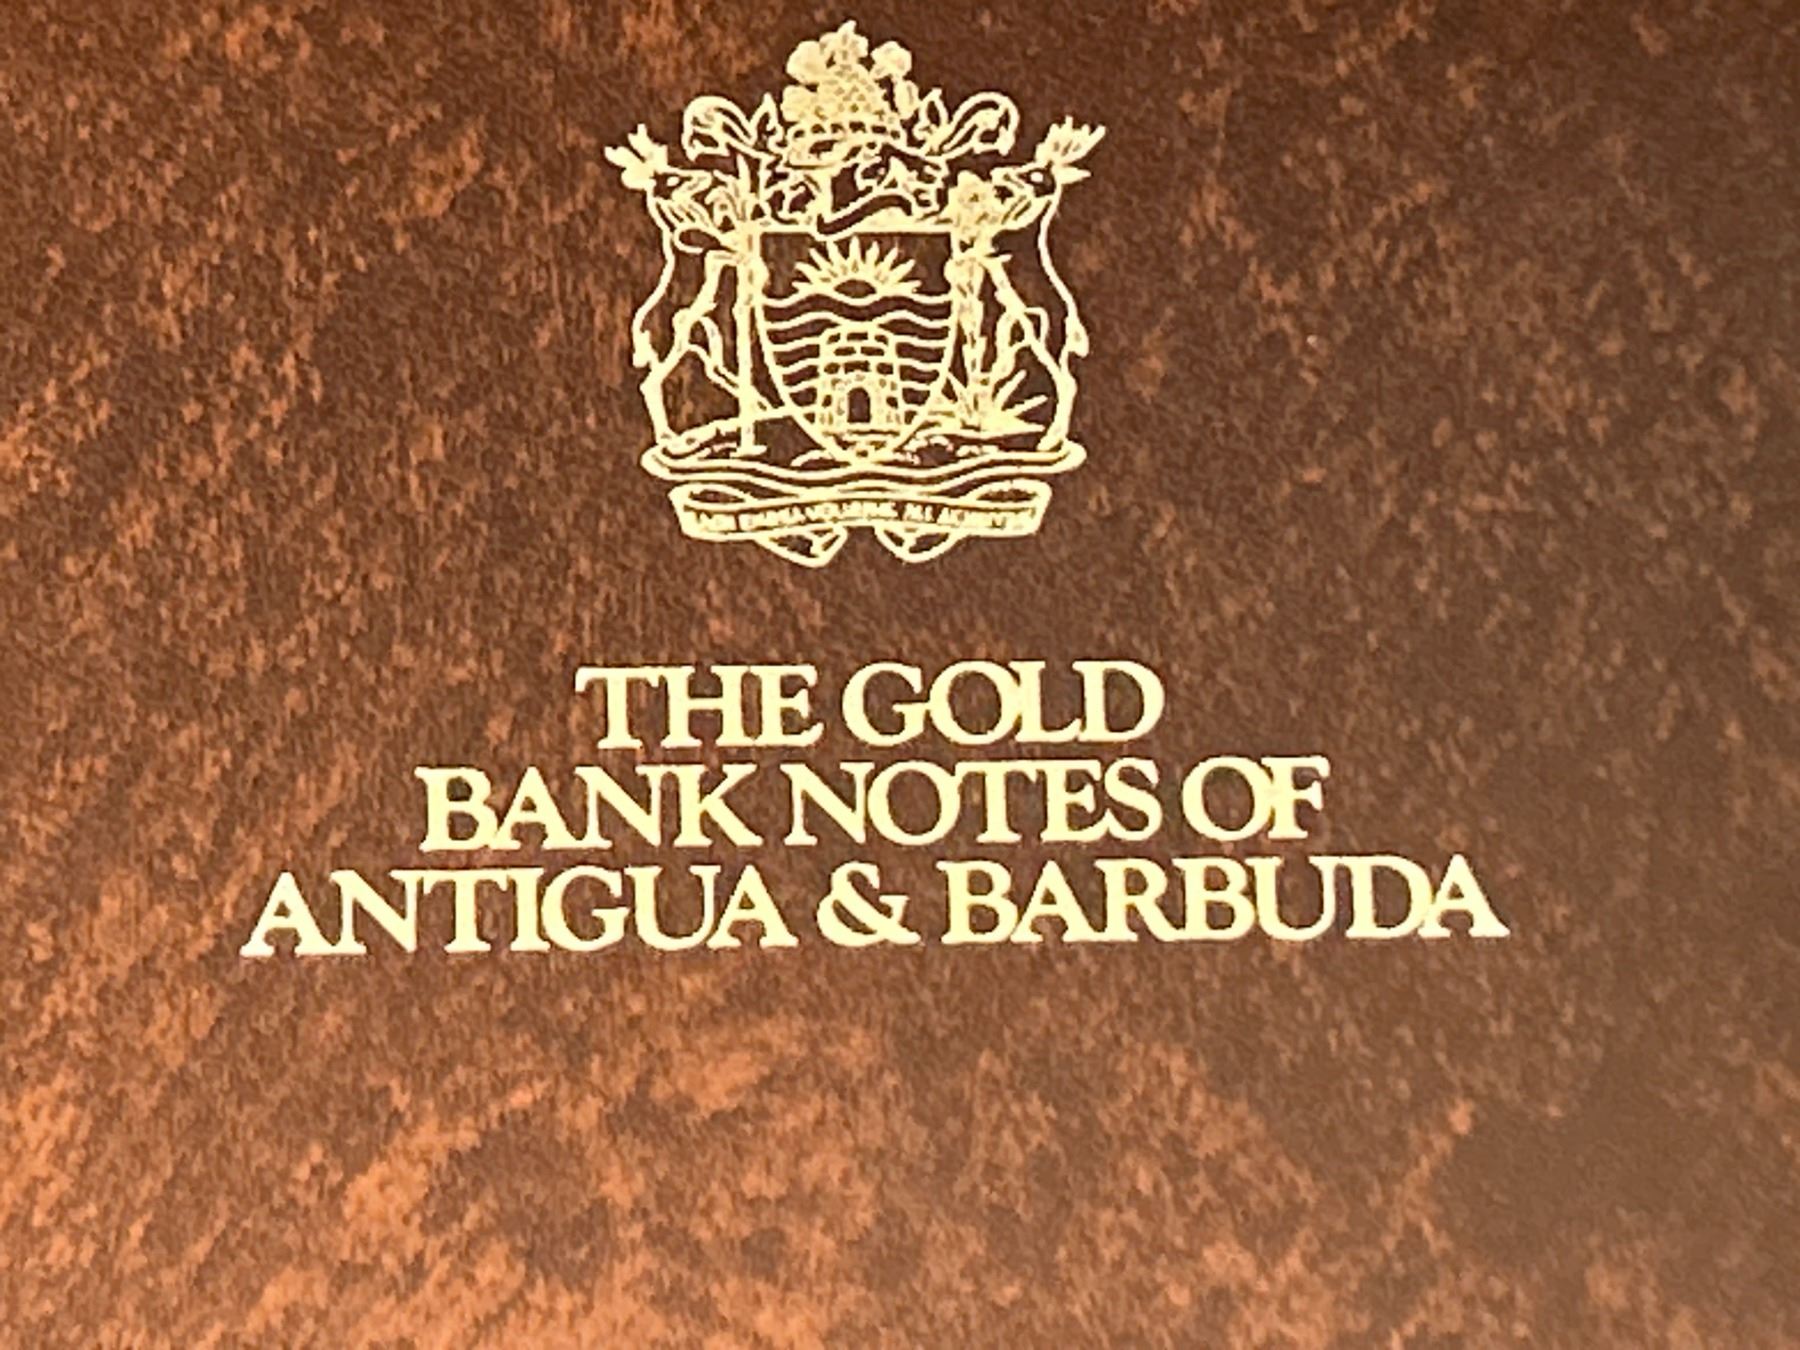 THE GOLD
BANK NOTES OF
ANTIGUA & BARBUDA